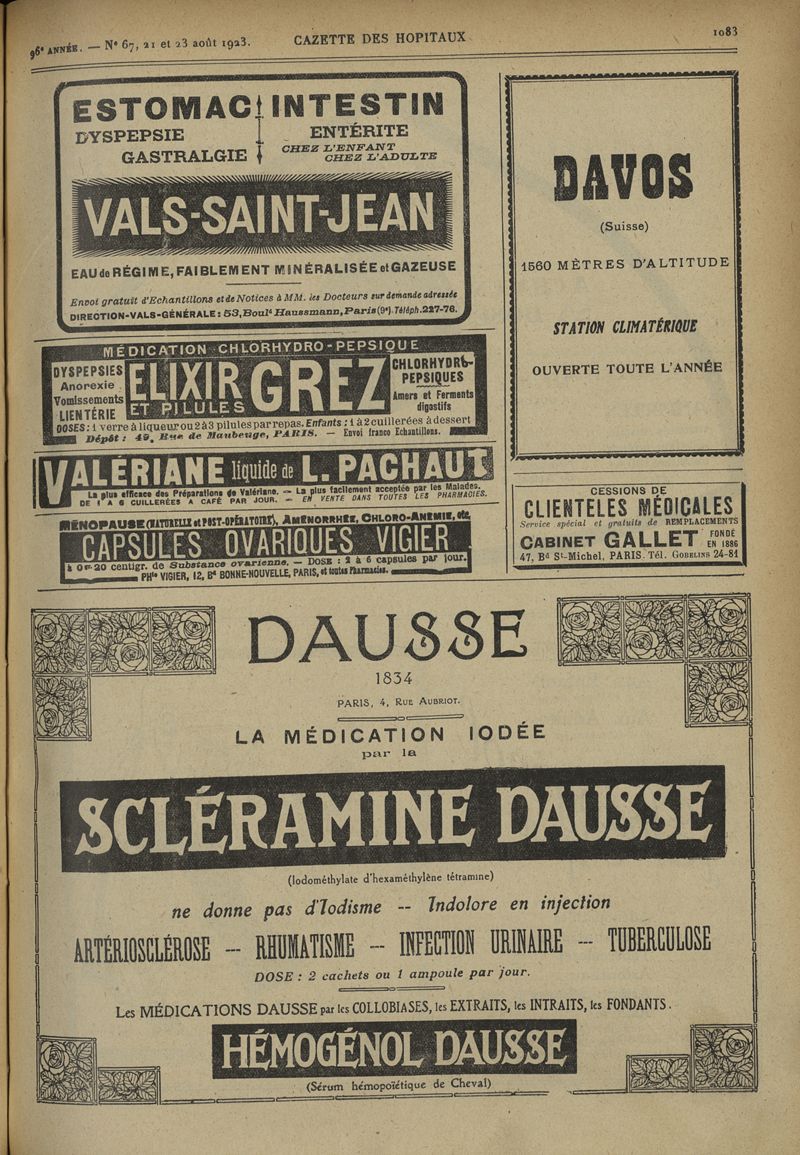 96e ANNÉE. — No 67, 21 et 23 août 1923.
GAZETTE DES HOPITAUX
1083
ESTOMAC
DYSPEPSIE
GASTRALGIE
INTESTIN
ENTÉRITE
CHEZ L'ENFANT
CHEZ L'ADULTE
VALS-SAINT-JEAN
EAU de RÉGIME, FAIBLEMENT MINÉRALISÉE et GAZEUSE
Envoi gratuit d'Echantillons et de Notices à MM. les Docteurs sur demande adressée
DIRECTION-VALS-GÉNÉRALE : 53, Boul d Haussmann, Paris (9e). Téléph. 227-76.
MÉDICATION CHLORHYDRO-PEPSIQUE
DYSPEPSIES
Anorexie
Vomissements
LIENTÉRIE
ELIXIR GREZ
ET PILULES
CHLORHYDRO-
PEPSIQUES
Amers et Ferments
digestifs
DOSES : 1 verre à liqueur ou 2 à 3 pilules par repas. Enfants : 1 à 2 cuillerées à dessert
Dépôt : 49, Rue de Maubeuge, PARIS. — Envoi franco Echantillons.
VALÉRIANE liquide de L. PACHAUT
La plus efficace des Préparations de Valériane. — La plus facilement acceptée par les Malades.
DE 1 A 6 CUILLERÉES A CAFÉ PAR JOUR. — EN VENTE DANS TOUTES LES PHARMACIES.
MÉNOPAUSE (NATURELLE et POST-OPÉRATOIRE), AMÉNORRHÉE, CHLORO-ANÉMIE, etc.
CAPSULES OVARIQUES VIGIER
à 0 gr. 20 centigr. de Substance ovarienne. — DOSE : 2 à 6 capsules par jour.
PHie VIGIER, 12, Bd BONNE-NOUVELLE, PARIS, et toutes Pharmacies.
DAVOS
(Suisse)
1560 MÈTRES D'ALTITUDE
STATION CLIMATÉRIQUE
OUVERTE TOUTE L'ANNÉE
CESSIONS DE
CLIENTELES MÉDICALES
Service spécial et gratuits de REMPLACEMENTS
CABINET GALLET FONDÉ EN 1886
47, Bd St-Michel, PARIS. Tél. GOBELINS 24-81
DAUSSE
1834
PARIS, 4, RUE AUBRIOT.
LA MÉDICATION IODÉE
par la
SCLÉRAMINE DAUSSE
(Iodométhylate d'hexaméthylène tétramine)
ne donne pas d'Iodisme -- Indolore en injection
ARTÉRIOSCLÉROSE -- RHUMATISME -- INFECTION URINAIRE -- TUBERCULOSE
DOSE : 2 cachets ou 1 ampoule par jour.
Les MÉDICATIONS DAUSSE par les COLLOBIASES, les EXTRAITS, les INTRAITS, les FONDANTS.
HÉMOGÉNOL DAUSSE
(Sérum hémopoïétique de Cheval)